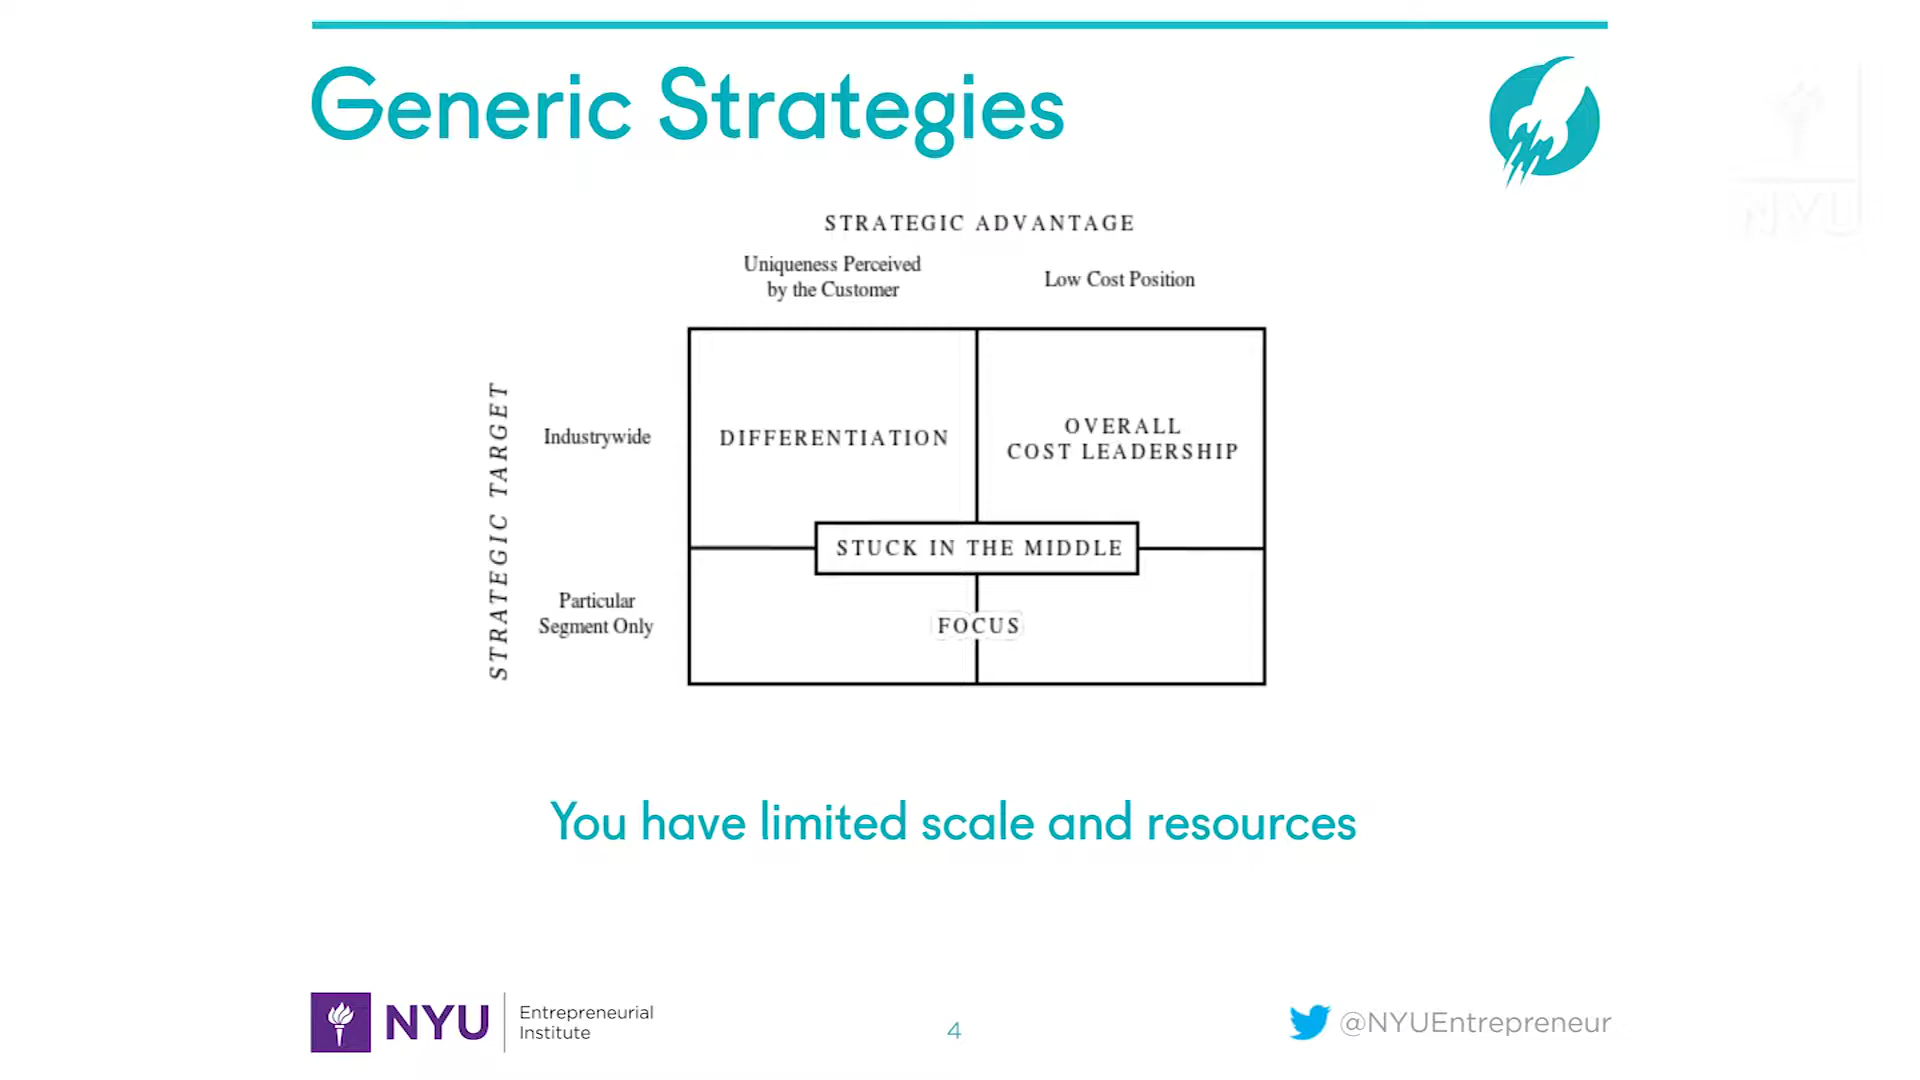 Generic Strategies
NYU
STRATEGIC ADVANTAGE
Uniqueness Perceived
by the Customer
Low Cost Position
STRATEGIC TARGET
Industrywide
DIFFERENTIATION
OVERALL
COST LEADERSHIP
STUCK IN THE MIDDLE
Particular
Segment Only
FOCUS
You have limited scale and resources
NYU
Entrepreneurial
Institute
4
@NYUEntrepreneur